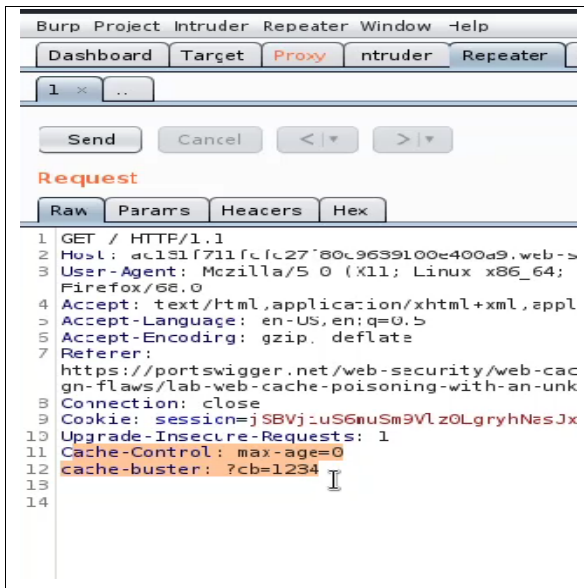 Burp Project Intruder Repeater Window Help
Dashboard Target Proxy ntruder Repeater
1 × ...
Send Cancel < >
Request
Raw Params Headers Hex
1 GET / HTTP/1.1
2 Host: .web-s
3 User-Agent: Mozilla/5 0 (X11; Linux x86_64;
Firefox/68.0
4 Accept: text/html,application/xhtml+xml,appl
5 Accept-Language: en-US,en;q=0.5
6 Accept-Encoding: gzip, deflate
7 Referer:
https://portswigger.net/web-security/web-cac
gn-flaws/lab-web-cache-poisoning-with-an-unk
8 Connection: close
9 Cookie: session=
10 Upgrade-Insecure-Requests: 1
11 Cache-Control: max-age=0
12 cache-buster: ?cb=1234
13
14